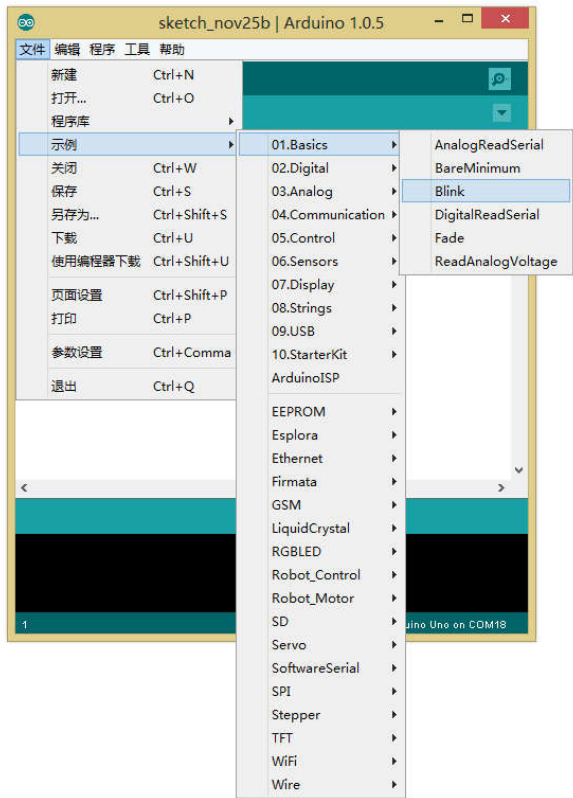 sketch_nov25b | Arduino 1.0.5
文件 编辑 程序 工具 帮助
新建 Ctrl+N
打开... Ctrl+O
程序库
示例
关闭 Ctrl+W
保存 Ctrl+S
另存为... Ctrl+Shift+S
下载 Ctrl+U
使用编程器下载 Ctrl+Shift+U
页面设置 Ctrl+Shift+P
打印 Ctrl+P
参数设置 Ctrl+Comma
退出 Ctrl+Q
01.Basics
02.Digital
03.Analog
04.Communication
05.Control
06.Sensors
07.Display
08.Strings
09.USB
10.StarterKit
ArduinoISP
EEPROM
Esplora
Ethernet
Firmata
GSM
LiquidCrystal
RGBLED
Robot_Control
Robot_Motor
SD
Servo
SoftwareSerial
SPI
Stepper
TFT
WiFi
Wire
AnalogReadSerial
BareMinimum
Blink
DigitalReadSerial
Fade
ReadAnalogVoltage
1
uino Uno on COM18